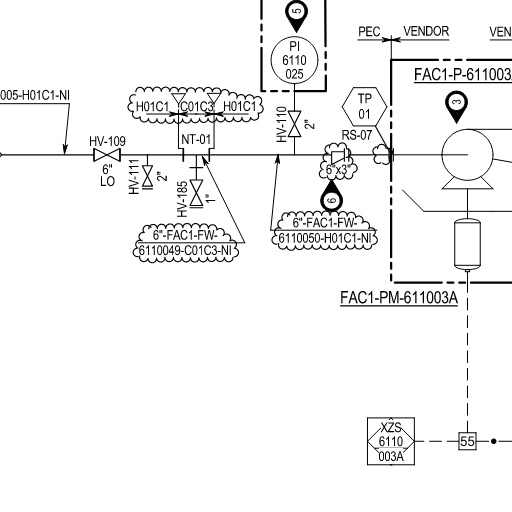 5
PI
6110
025
PEC
VENDOR
VEN
FAC1-P-611003
3
TP
01
RS-07
005-H01C1-NI
H01C1
C01C3
H01C1
HV-110
2"
NT-01
HV-109
6"
LO
HV-111
2"
HV-185
1"
6"x3"
6
6"-FAC1-FW-
6110049-C01C3-NI
6"-FAC1-FW-
6110050-H01C1-NI
FAC1-PM-611003A
XZS
6110
003A
55